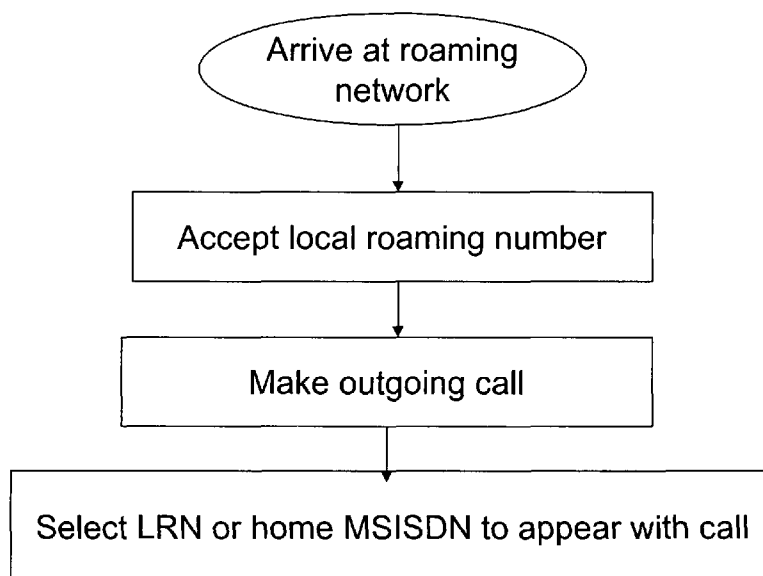 Arrive at roaming
network
Accept local roaming number
Make outgoing call
Select LRN or home MSISDN to appear with call